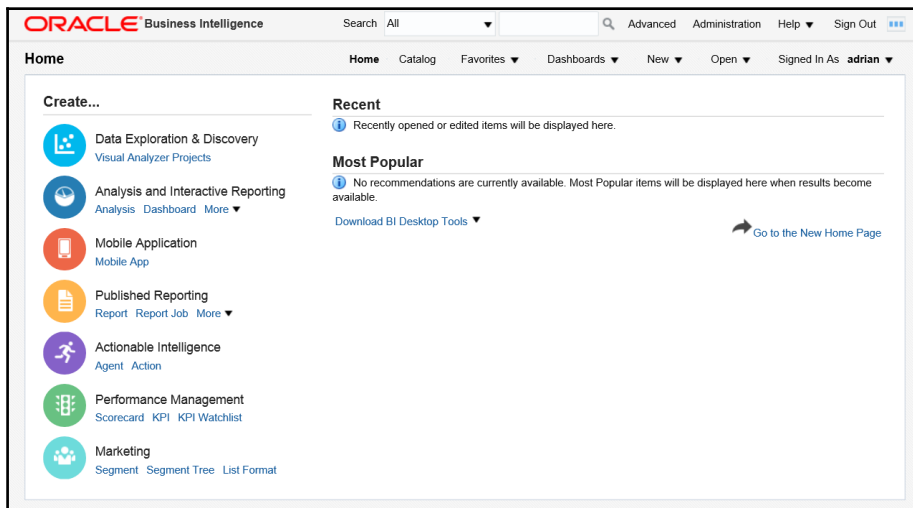 ORACLE Business Intelligence Search All Advanced Administration Help Sign Out
Home Home Catalog Favorites Dashboards New Open Signed In As adrian
Create...
Data Exploration & Discovery
Visual Analyzer Projects
Analysis and Interactive Reporting
Analysis Dashboard More
Mobile Application
Mobile App
Published Reporting
Report Report Job More
Actionable Intelligence
Agent Action
Performance Management
Scorecard KPI KPI Watchlist
Marketing
Segment Segment Tree List Format
Recent
Recently opened or edited items will be displayed here.
Most Popular
No recommendations are currently available. Most Popular items will be displayed here when results become
available.
Download BI Desktop Tools
Go to the New Home Page